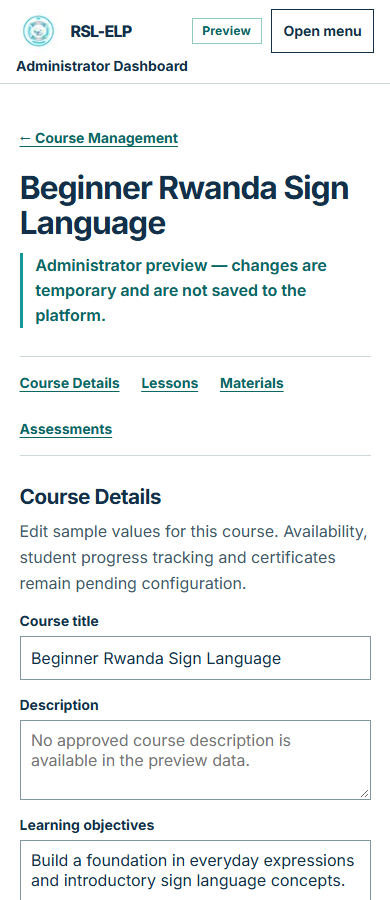 RSL-ELP
Preview
Open menu
Administrator Dashboard
← Course Management
Beginner Rwanda Sign
Language
Administrator preview — changes are
temporary and are not saved to the
platform.
Course Details
Lessons
Materials
Assessments
Course Details
Edit sample values for this course. Availability,
student progress tracking and certificates
remain pending configuration.
Course title
Beginner Rwanda Sign Language
Description
No approved course description is
available in the preview data.
Learning objectives
Build a foundation in everyday expressions
and introductory sign language concepts.